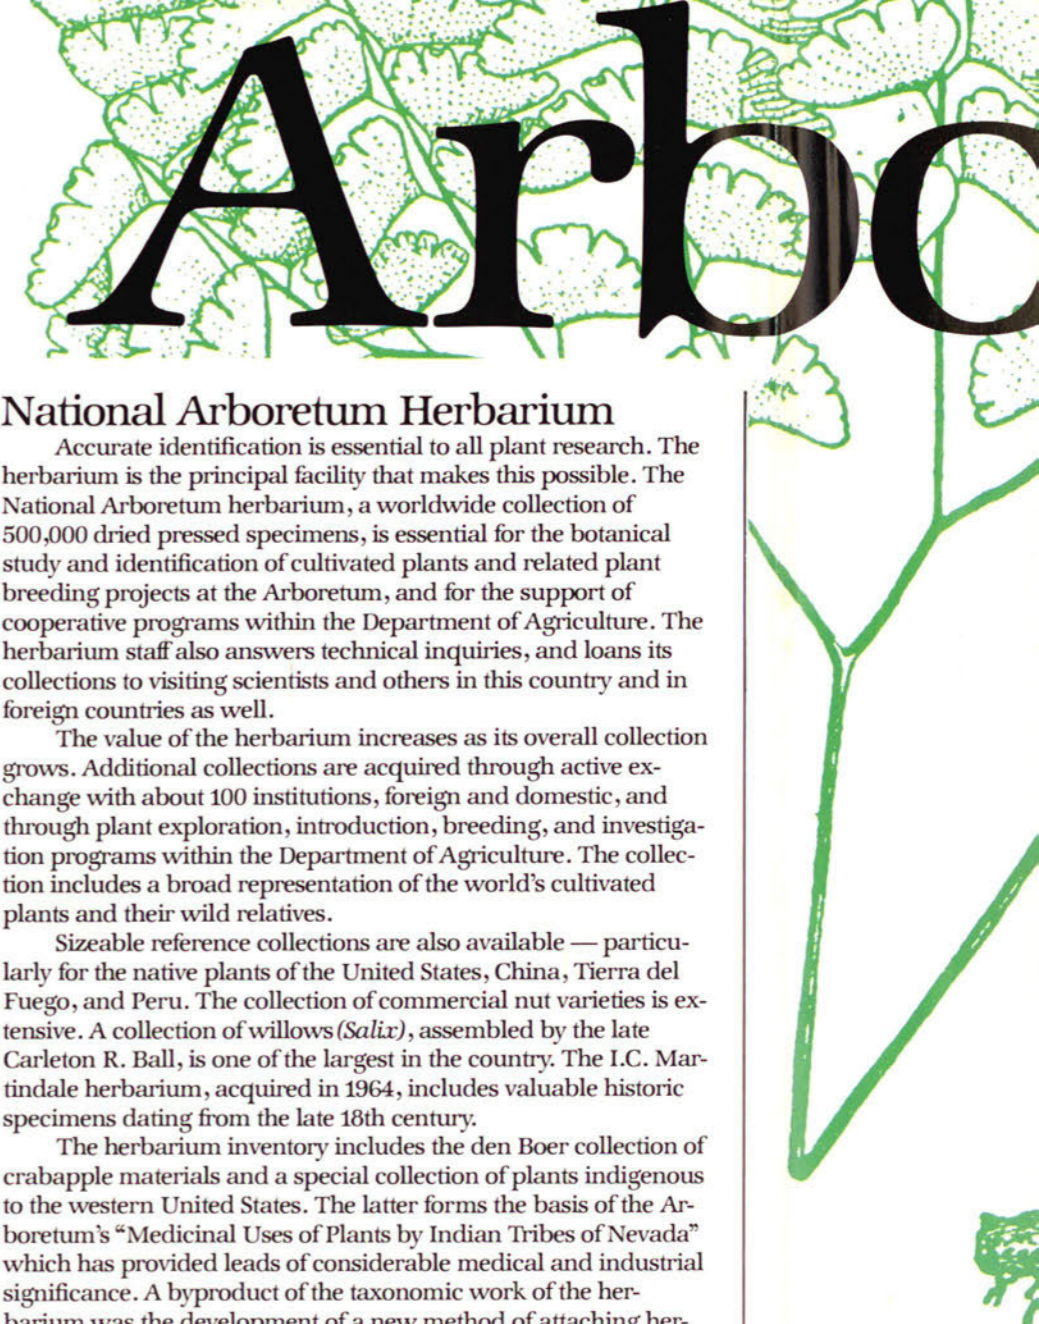 Arbo
National Arboretum Herbarium
Accurate identification is essential to all plant research. The
herbarium is the principal facility that makes this possible. The
National Arboretum herbarium, a worldwide collection of
500,000 dried pressed specimens, is essential for the botanical
study and identification of cultivated plants and related plant
breeding projects at the Arboretum, and for the support of
cooperative programs within the Department of Agriculture. The
herbarium staff also answers technical inquiries, and loans its
collections to visiting scientists and others in this country and in
foreign countries as well.
The value of the herbarium increases as its overall collection
grows. Additional collections are acquired through active ex-
change with about 100 institutions, foreign and domestic, and
through plant exploration, introduction, breeding, and investiga-
tion programs within the Department of Agriculture. The collec-
tion includes a broad representation of the world's cultivated
plants and their wild relatives.
Sizeable reference collections are also available — particu-
larly for the native plants of the United States, China, Tierra del
Fuego, and Peru. The collection of commercial nut varieties is ex-
tensive. A collection of willows (Salix), assembled by the late
Carleton R. Ball, is one of the largest in the country. The I.C. Mar-
tindale herbarium, acquired in 1964, includes valuable historic
specimens dating from the late 18th century.
The herbarium inventory includes the den Boer collection of
crabapple materials and a special collection of plants indigenous
to the western United States. The latter forms the basis of the Ar-
boretum's “Medicinal Uses of Plants by Indian Tribes of Nevada”
which has provided leads of considerable medical and industrial
significance. A byproduct of the taxonomic work of the her-
barium was the development of a new method of attaching her-